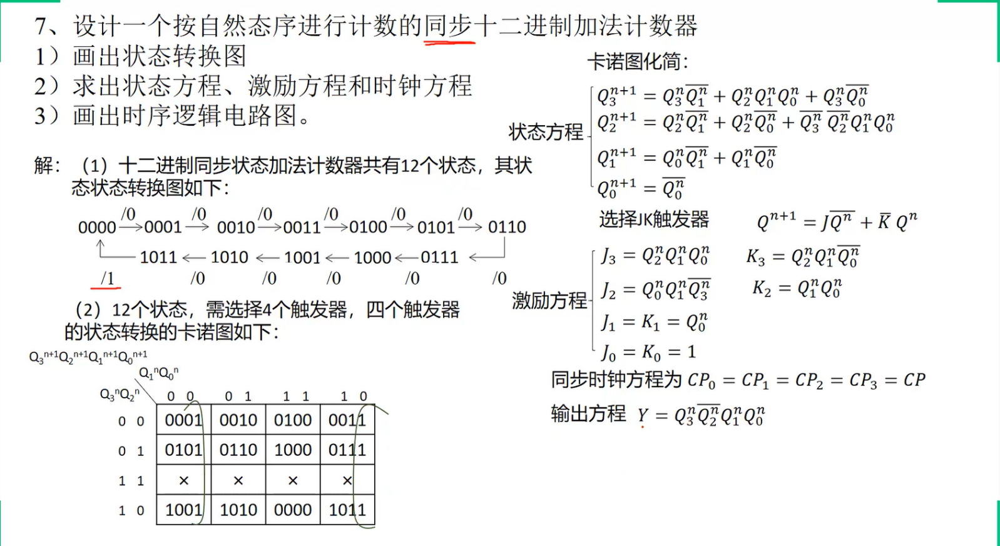 7、设计一个按自然态序进行计数的同步十二进制加法计数器
1）画出状态转换图
2）求出状态方程、激励方程和时钟方程
3）画出时序逻辑电路图。
解：（1）十二进制同步状态加法计数器共有12个状态，其状
态状态转换图如下：
/0 /0 /0 /0 /0 /0
0000→0001→0010→0011→0100→0101→0110
1011←1010←1001←1000←0111←
/1 /0 /0 /0 /0 /0
（2）12个状态，需选择4个触发器，四个触发器
的状态转换的卡诺图如下：
Q₃ⁿ⁺¹Q₂ⁿ⁺¹Q₁ⁿ⁺¹Q₀ⁿ⁺¹
Q₁ⁿQ₀ⁿ
Q₃ⁿQ₂ⁿ 0 0 0 1 1 1 1 0
0 0 0001 0010 0100 0011
0 1 0101 0110 1000 0111
1 1 × × × ×
1 0 1001 1010 0000 1011
卡诺图化简：
状态方程
$Q_3^{n+1} = Q_3^n\overline{Q_1^n} + Q_2^nQ_1^nQ_0^n + Q_3^n\overline{Q_0^n}$
$Q_2^{n+1} = Q_2^n\overline{Q_1^n} + Q_2^n\overline{Q_0^n} + \overline{Q_3^n}\,\overline{Q_2^n}Q_1^nQ_0^n$
$Q_1^{n+1} = Q_0^n\overline{Q_1^n} + Q_1^n\overline{Q_0^n}$
$Q_0^{n+1} = \overline{Q_0^n}$
选择JK触发器 $Q^{n+1} = J\overline{Q^n} + \overline{K}\,Q^n$
激励方程
$J_3 = Q_2^nQ_1^nQ_0^n$ $K_3 = Q_2^nQ_1^n\overline{Q_0^n}$
$J_2 = Q_0^nQ_1^n\overline{Q_3^n}$ $K_2 = Q_1^nQ_0^n$
$J_1 = K_1 = Q_0^n$
$J_0 = K_0 = 1$
同步时钟方程为 $CP_0 = CP_1 = CP_2 = CP_3 = CP$
输出方程 $Y = Q_3^n\overline{Q_2^n}Q_1^nQ_0^n$